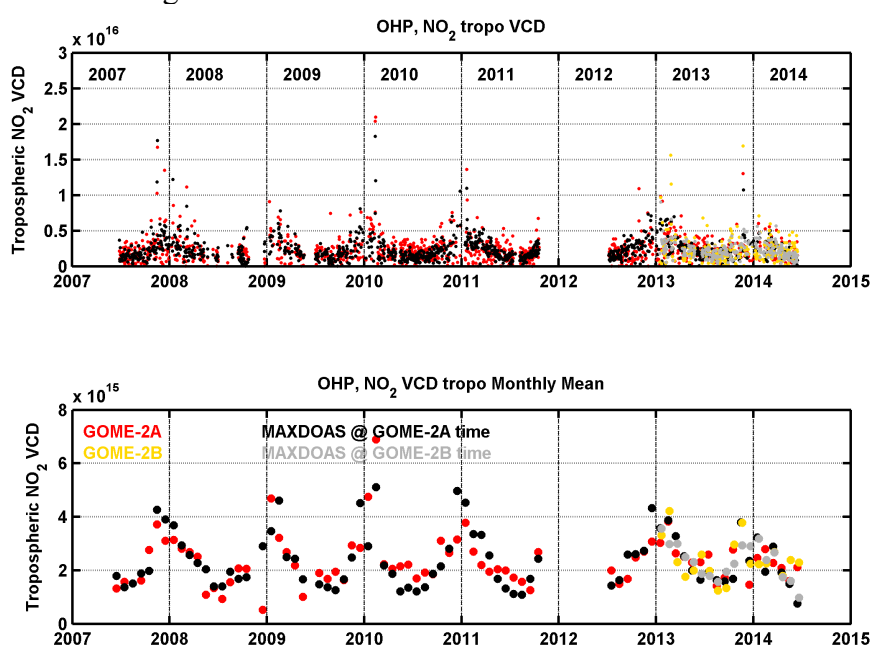 OHP, NO2 tropo VCD
x 10^16
Tropospheric NO2 VCD
3
2.5
2
1.5
1
0.5
0
2007 2008 2009 2010 2011 2012 2013 2014
2007 2008 2009 2010 2011 2012 2013 2014 2015
OHP, NO2 VCD tropo Monthly Mean
x 10^15
Tropospheric NO2 VCD
8
6
4
2
0
GOME-2A MAXDOAS @ GOME-2A time
GOME-2B MAXDOAS @ GOME-2B time
2007 2008 2009 2010 2011 2012 2013 2014 2015